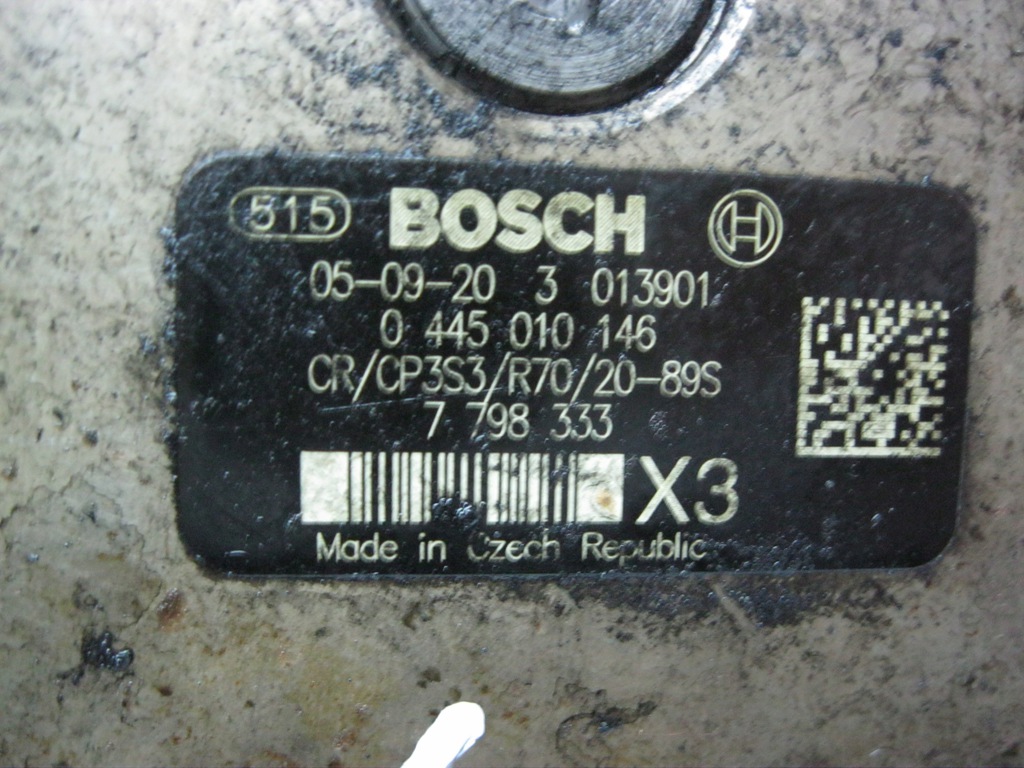 515 BOSCH
05-09-20 3 013901
0 445 010 146
CR/CP3S3/R70/20-89S
7 798 333
X3
Made in Czech Republic